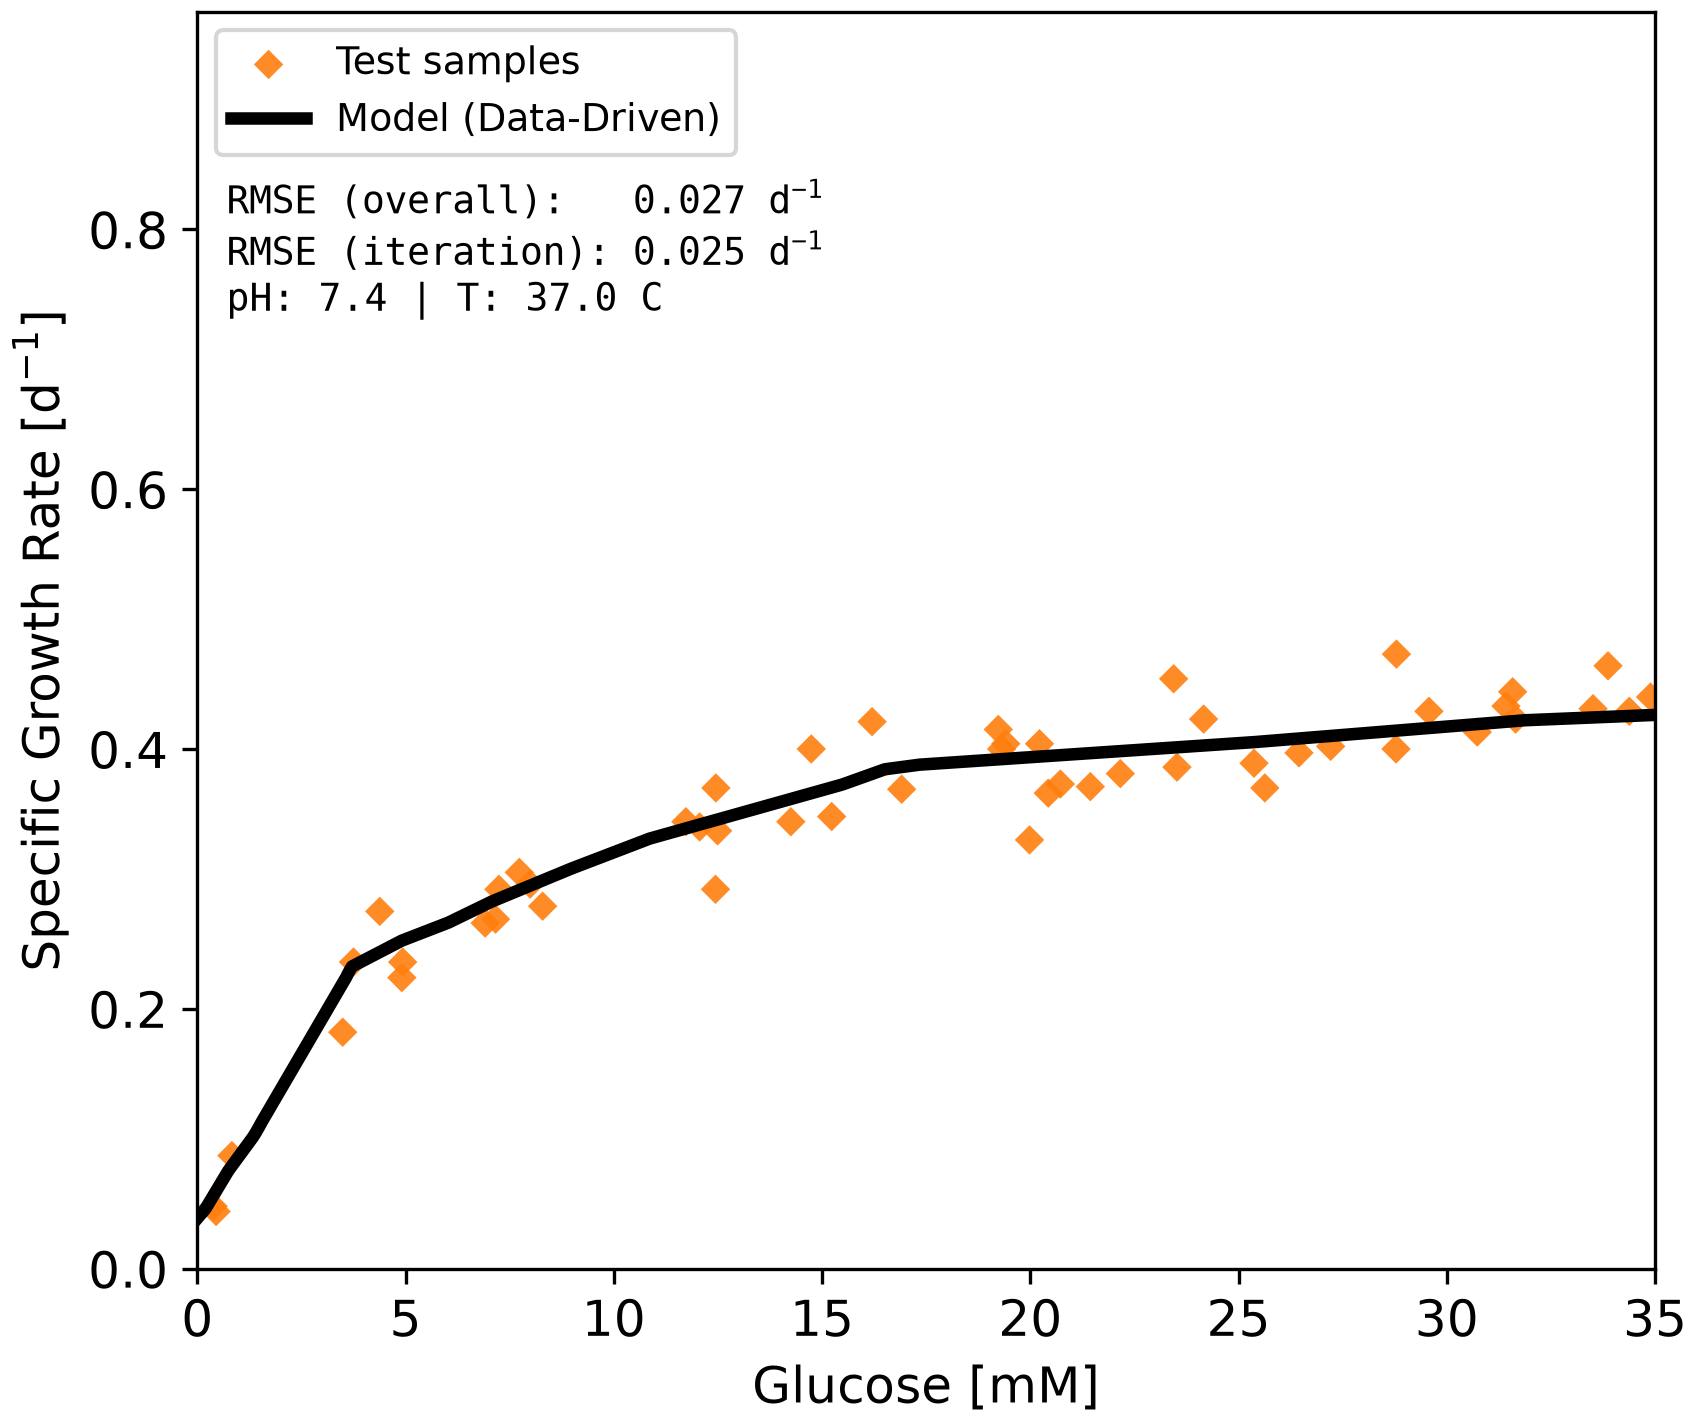 Test samples
Model (Data-Driven)
RMSE (overall):   0.027 d⁻¹
RMSE (iteration): 0.025 d⁻¹
pH: 7.4 | T: 37.0 C
Specific Growth Rate [d⁻¹]
0.8
0.6
0.4
0.2
0.0
0 5 10 15 20 25 30 35
Glucose [mM]